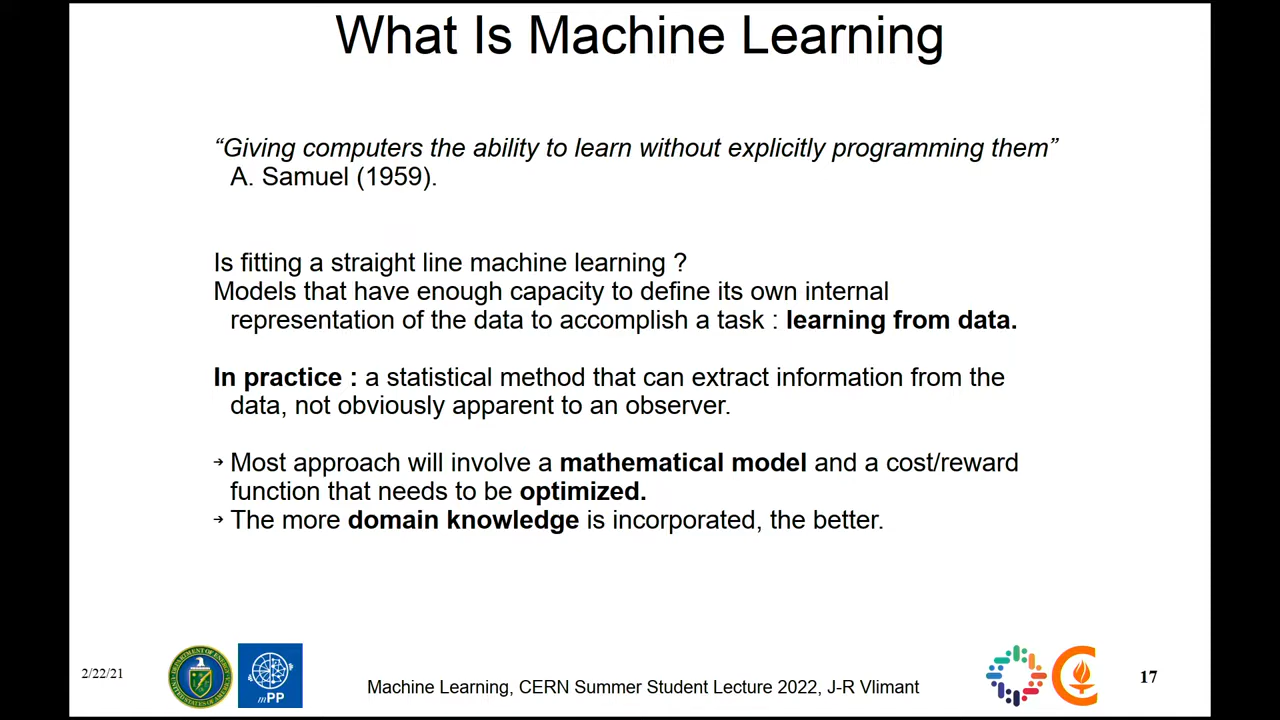 What Is Machine Learning
“Giving computers the ability to learn without explicitly programming them”
A. Samuel (1959).
Is fitting a straight line machine learning ?
Models that have enough capacity to define its own internal
representation of the data to accomplish a task : learning from data.
In practice : a statistical method that can extract information from the
data, not obviously apparent to an observer.
→ Most approach will involve a mathematical model and a cost/reward
function that needs to be optimized.
→ The more domain knowledge is incorporated, the better.
2/22/21
mPP
Machine Learning, CERN Summer Student Lecture 2022, J-R Vlimant
17